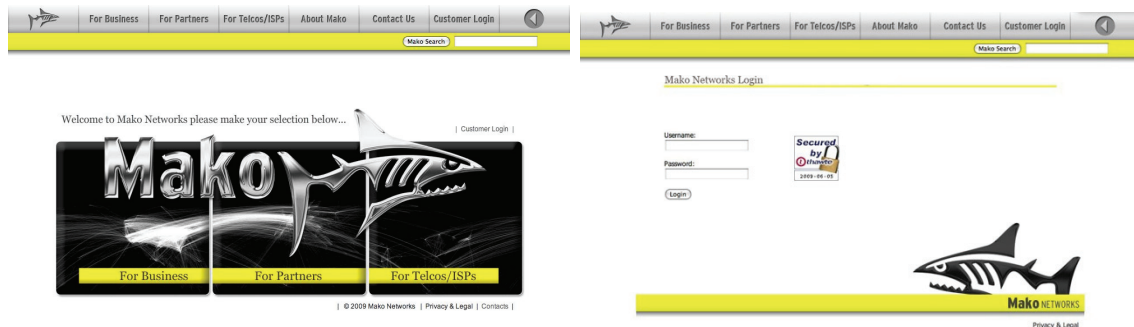 For Business For Partners For Telcos/ISPs About Mako Contact Us Customer Login
Mako Search
Welcome to Mako Networks please make your selection below...
| Customer Login |
Mako
For Business For Partners For Telcos/ISPs
| © 2009 Mako Networks | Privacy & Legal | Contacts |
For Business For Partners For Telcos/ISPs About Mako Contact Us Customer Login
Mako Search
Mako Networks Login
Username:
Password:
Login
Secured
by
thawte
2009-06-05
Mako NETWORKS
Privacy & Legal